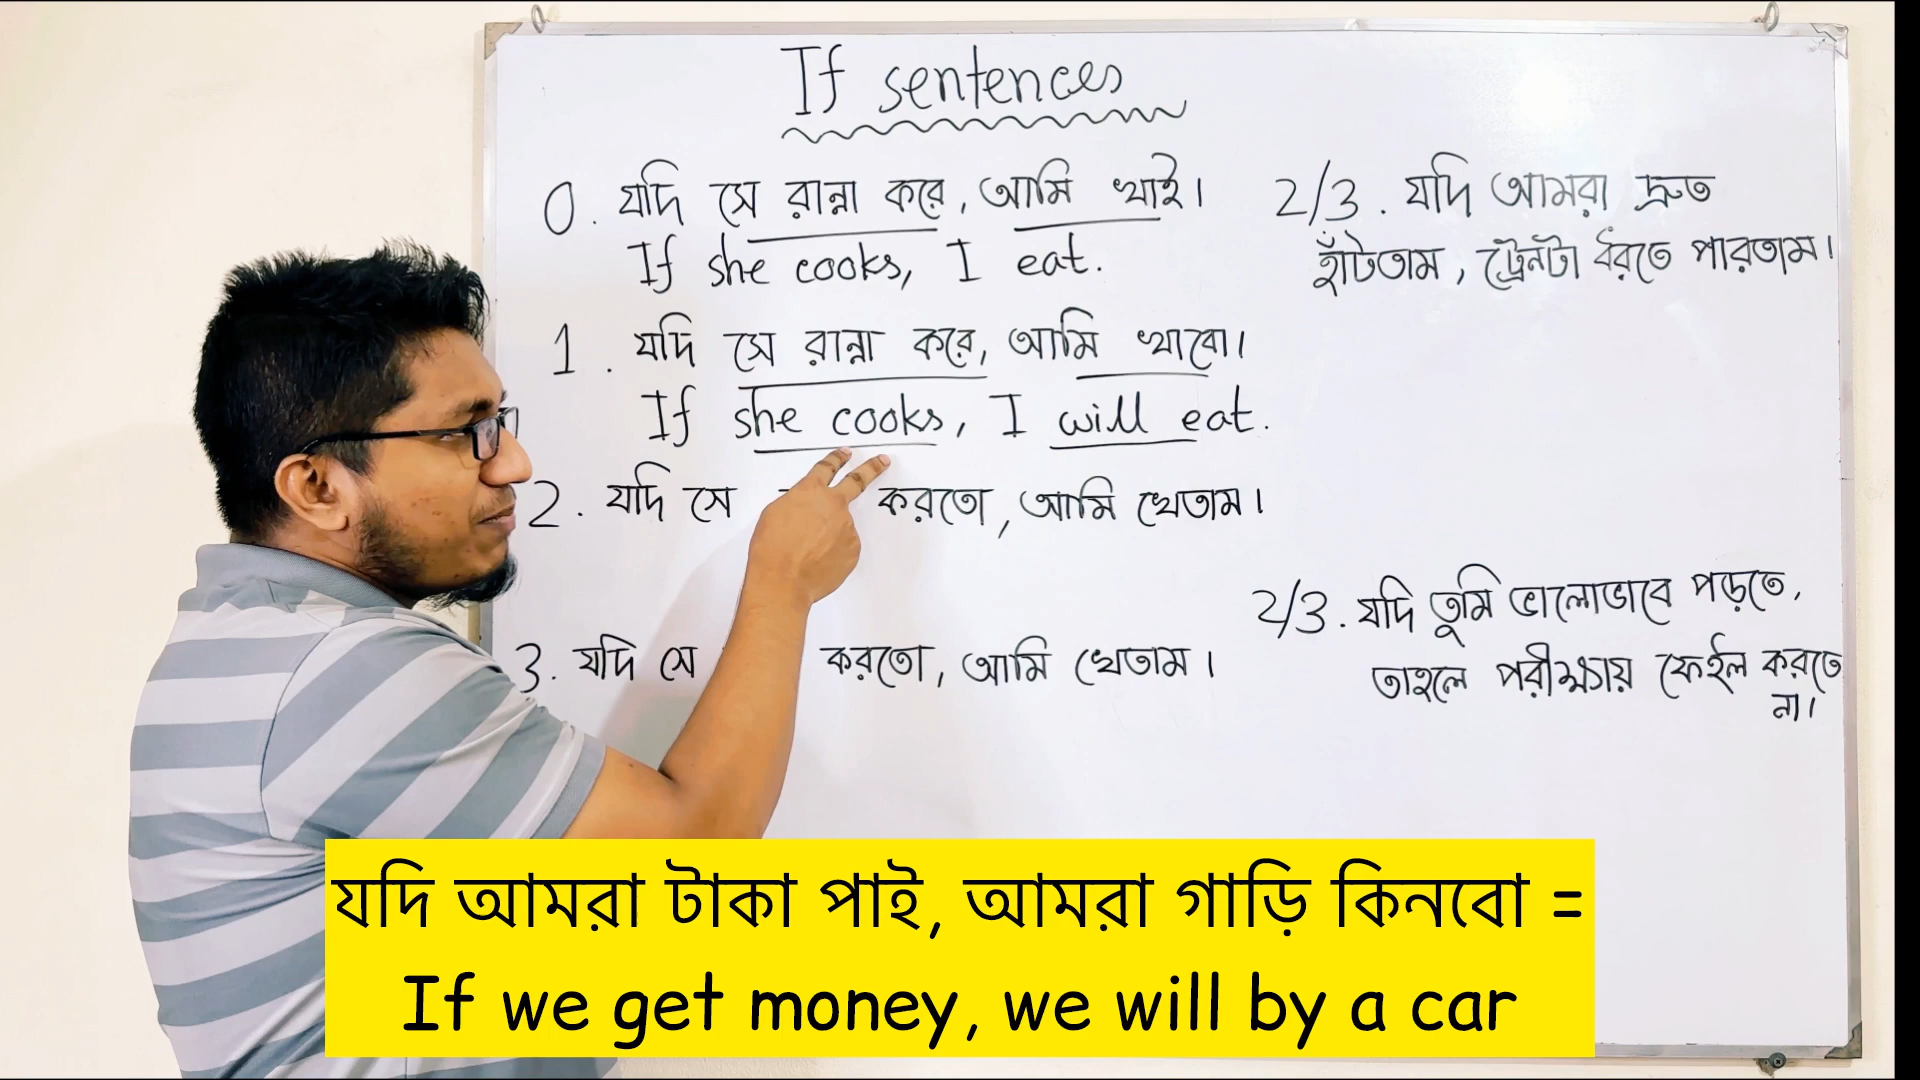 If sentences
0. যদি সে রান্না করে, আমি খাই।
If she cooks, I eat.
1. যদি সে রান্না করে, আমি খাবো।
If she cooks, I will eat.
2. যদি সে করতো, আমি খেতাম।
3. যদি সে করতো, আমি খেতাম।
2/3. যদি আমরা দ্রুত
হাঁটতাম, ট্রেনটা ধরতে পারতাম।
2/3. যদি তুমি ভালোভাবে পড়তে,
তাহলে পরীক্ষায় ফেইল করতে
না।
যদি আমরা টাকা পাই, আমরা গাড়ি কিনবো =
If we get money, we will by a car